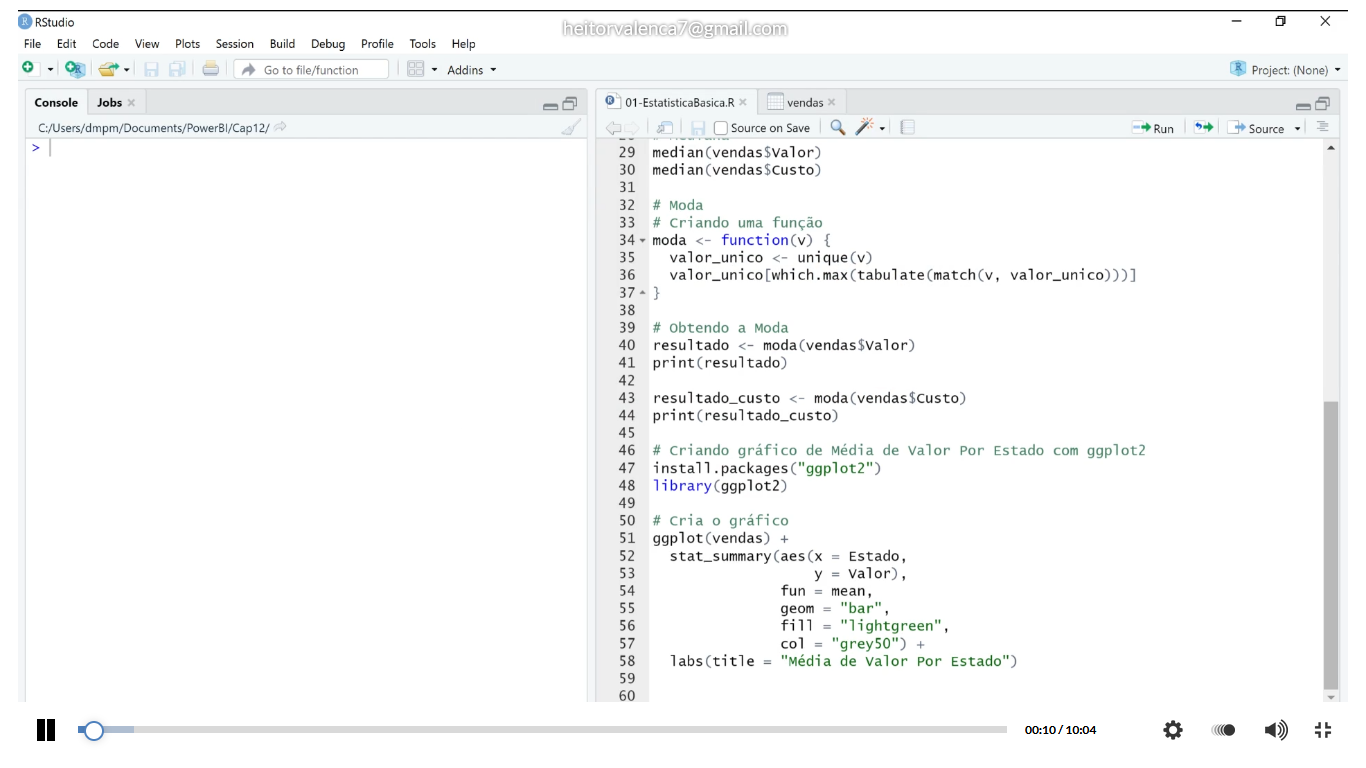 RStudio
heitorvalenca7@gmail.com
File Edit Code View Plots Session Build Debug Profile Tools Help
Go to file/function
Addins
Project: (None)
Console Jobs
C:/Users/dmpm/Documents/PowerBI/Cap12/
>
01-EstatisticaBasica.R vendas
Source on Save Run Source
29 median(vendas$Valor)
30 median(vendas$Custo)
31
32 # Moda
33 # Criando uma função
34 moda <- function(v) {
35 valor_unico <- unique(v)
36 valor_unico[which.max(tabulate(match(v, valor_unico)))]
37 }
38
39 # Obtendo a Moda
40 resultado <- moda(vendas$Valor)
41 print(resultado)
42
43 resultado_custo <- moda(vendas$Custo)
44 print(resultado_custo)
45
46 # Criando gráfico de Média de Valor Por Estado com ggplot2
47 install.packages("ggplot2")
48 library(ggplot2)
49
50 # Cria o gráfico
51 ggplot(vendas) +
52 stat_summary(aes(x = Estado,
53 y = Valor),
54 fun = mean,
55 geom = "bar",
56 fill = "lightgreen",
57 col = "grey50") +
58 labs(title = "Média de Valor Por Estado")
59
60
00:10 / 10:04